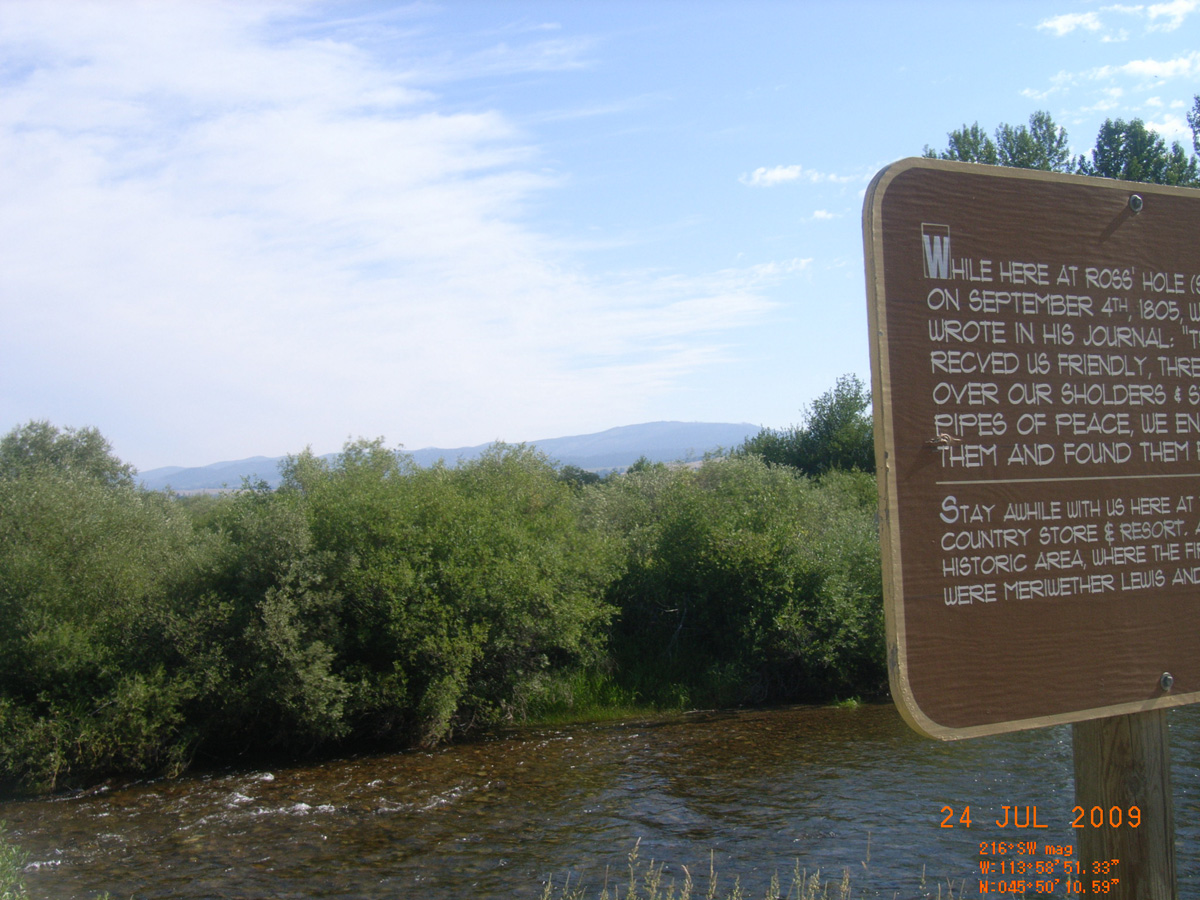 WHILE HERE AT ROSS' HOLE (S
ON SEPTEMBER 4TH, 1805, W
WROTE IN HIS JOURNAL: "T
RECVED US FRIENDLY, THRE
OVER OUR SHOLDERS & S
PIPES OF PEACE, WE EN
THEM AND FOUND THEM
STAY AWHILE WITH US HERE AT
COUNTRY STORE & RESORT.
HISTORIC AREA, WHERE THE FI
WERE MERIWETHER LEWIS AND
24 JUL 2009
216°SW mag
W:113°58'51.33"
N:045°50'10.59"